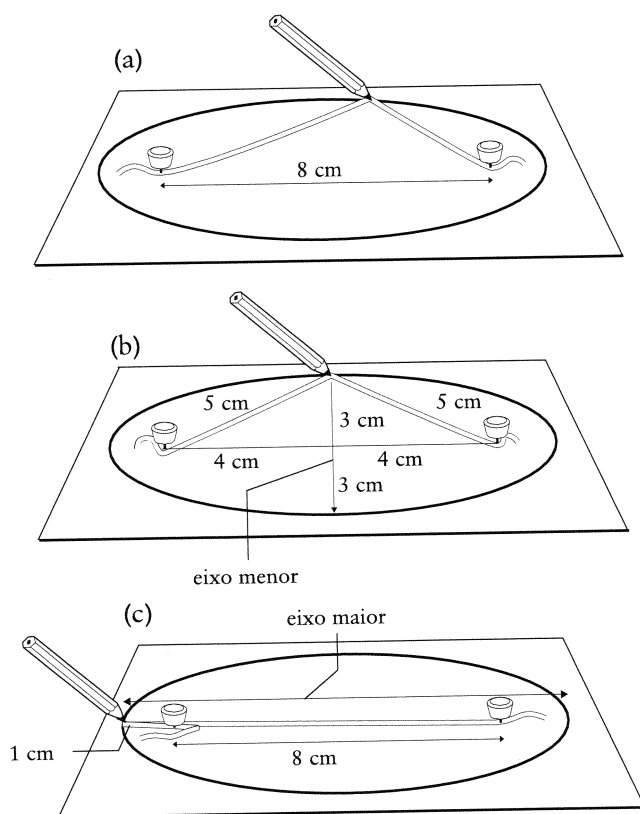 (a)
8 cm
(b)
5 cm
5 cm
3 cm
4 cm
4 cm
3 cm
eixo menor
(c)
eixo maior
1 cm
8 cm